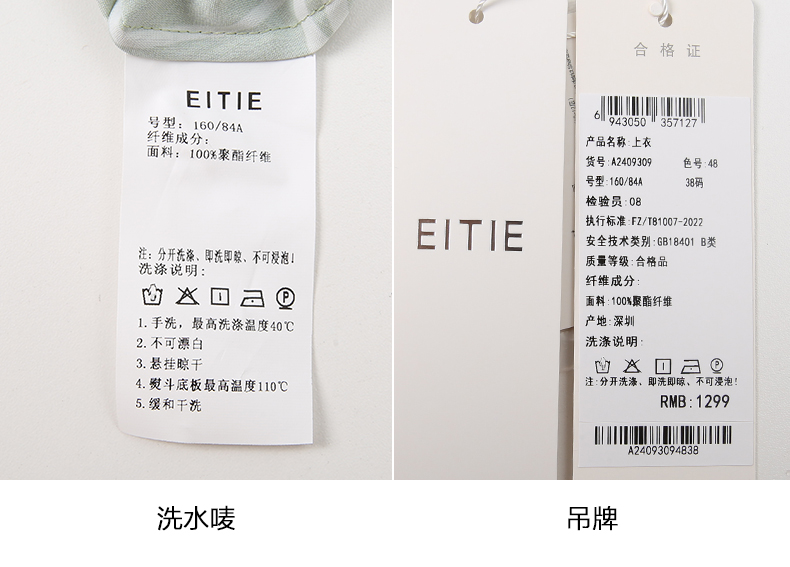 EITIE
号型: 160/84A
纤维成分:
面料: 100%聚酯纤维
注: 分开洗涤、即洗即晾、不可浸泡!
洗涤说明:
1.手洗，最高洗涤温度40℃
2.不可漂白
3.悬挂晾干
4.熨斗底板最高温度110℃
5.缓和干洗
洗水唛
EITIE
合格证
6 943050 357127
产品名称:上衣
货号:A2409309 色号:48
号型:160/84A 38码
检验员:08
执行标准:FZ/T81007-2022
安全技术类别:GB18401 B类
质量等级:合格品
纤维成分:
面料:100%聚酯纤维
产地:深圳
洗涤说明:
注:分开洗涤、即洗即晾、不可浸泡!
RMB:1299
A24093094838
吊牌